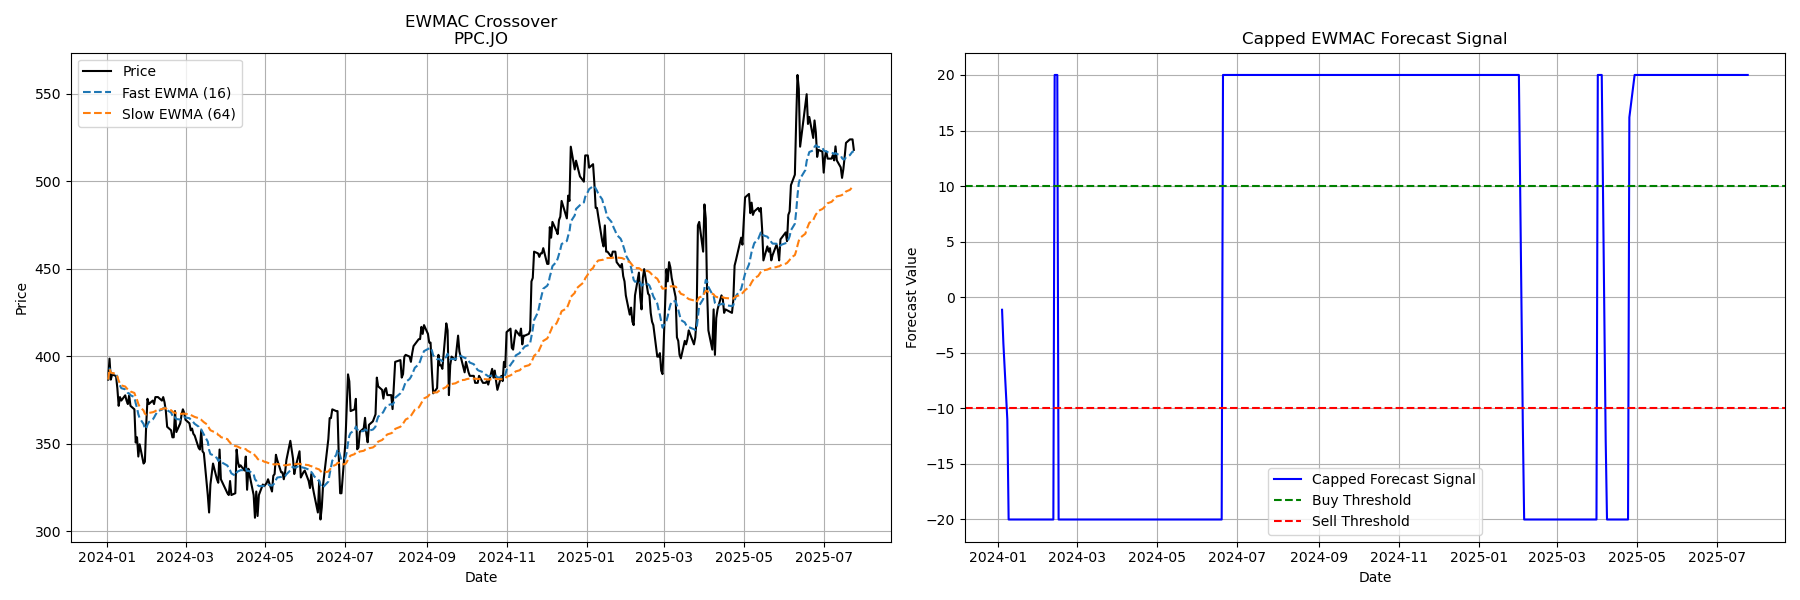 EWMAC Crossover
PPC.JO
Price
Fast EWMA (16)
Slow EWMA (64)
550
500
450
400
350
300
Price
2024-01 2024-03 2024-05 2024-07 2024-09 2024-11 2025-01 2025-03 2025-05 2025-07
Date
Capped EWMAC Forecast Signal
20
15
10
5
0
−5
−10
−15
−20
Forecast Value
Capped Forecast Signal
Buy Threshold
Sell Threshold
2024-01 2024-03 2024-05 2024-07 2024-09 2024-11 2025-01 2025-03 2025-05 2025-07
Date